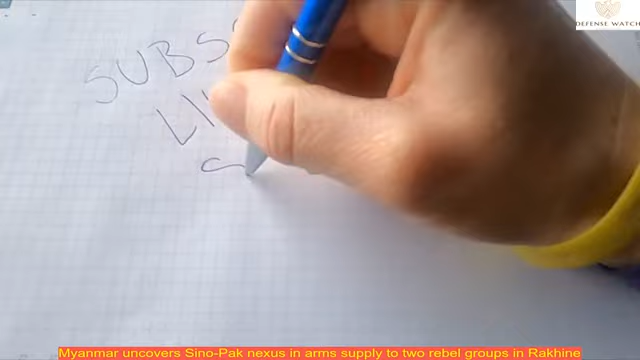 DEFENSE WATCH
SUBS
LI
S
Myanmar uncovers Sino-Pak nexus in arms supply to two rebel groups in Rakhine